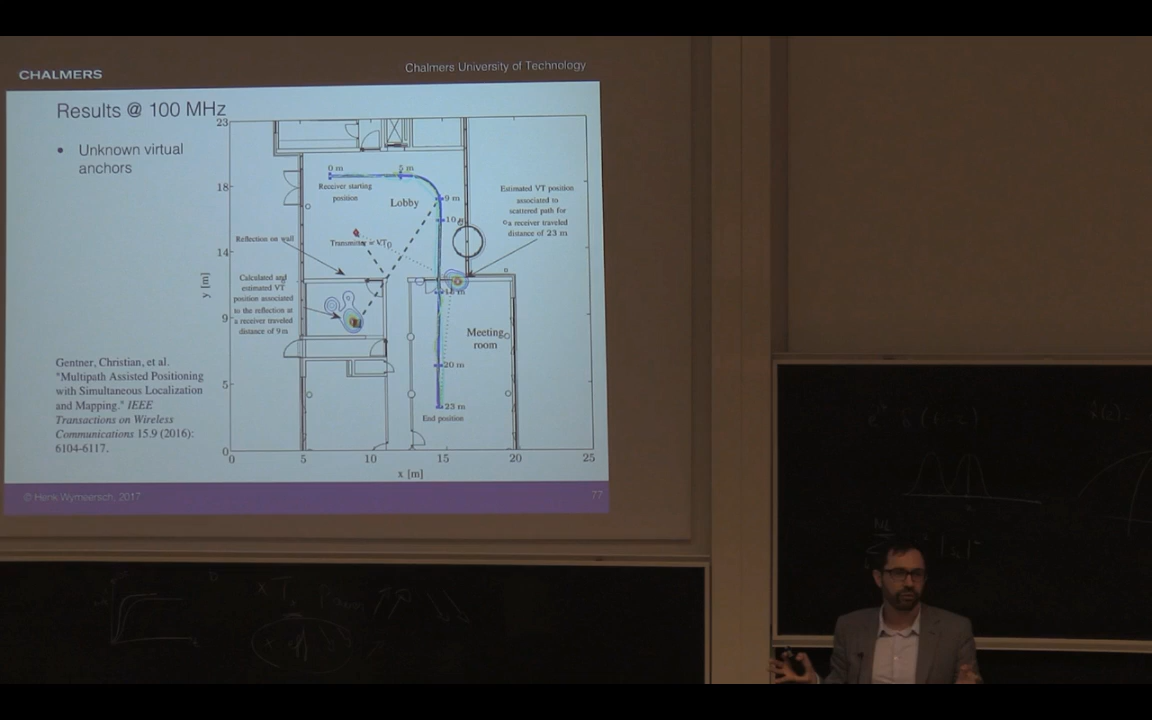 CHALMERS
Chalmers University of Technology
Results @ 100 MHz
• Unknown virtual
anchors
Gentner, Christian, et al.
"Multipath Assisted Positioning
with Simultaneous Localization
and Mapping." IEEE
Transactions on Wireless
Communications 15.9 (2016):
6104-6117.
23
18
14
9
5
0
y [m]
0 5 10 15 20 25
x [m]
0 m
5 m
Receiver starting
position
Lobby
9 m
10 m
Estimated VT position
associated to
scattered path for
a receiver traveled
distance of 23 m
Reflection on wall
Transmitter
VT0
Calculated and
estimated VT
position associated
to the reflection at
a receiver traveled
distance of 9m
Meeting
room
20 m
23 m
End position
© Henk Wymeersch, 2017
77